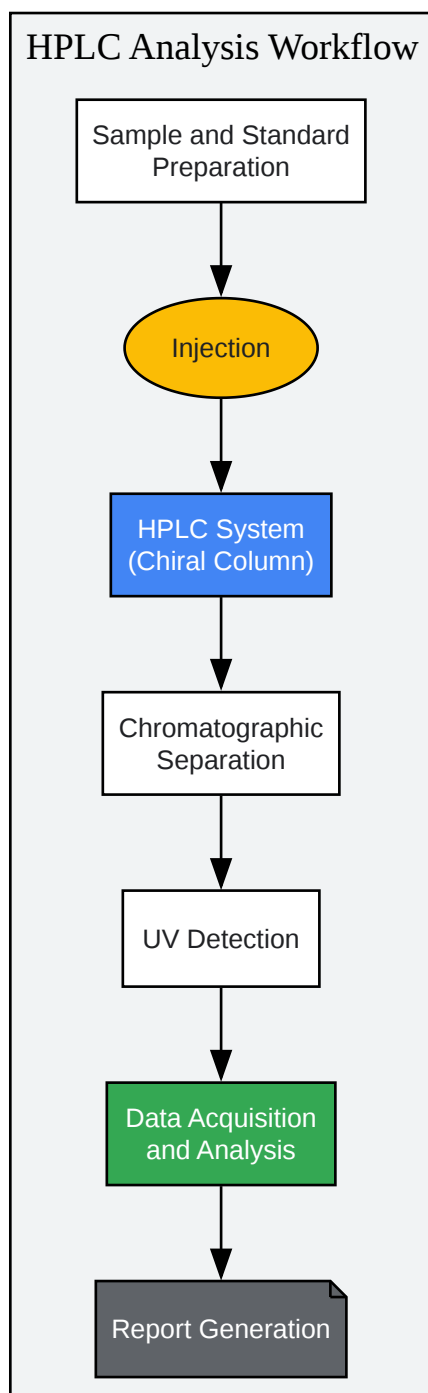 HPLC Analysis Workflow
Sample and Standard
Preparation
Injection
HPLC System
(Chiral Column)
Chromatographic
Separation
UV Detection
Data Acquisition
and Analysis
Report Generation